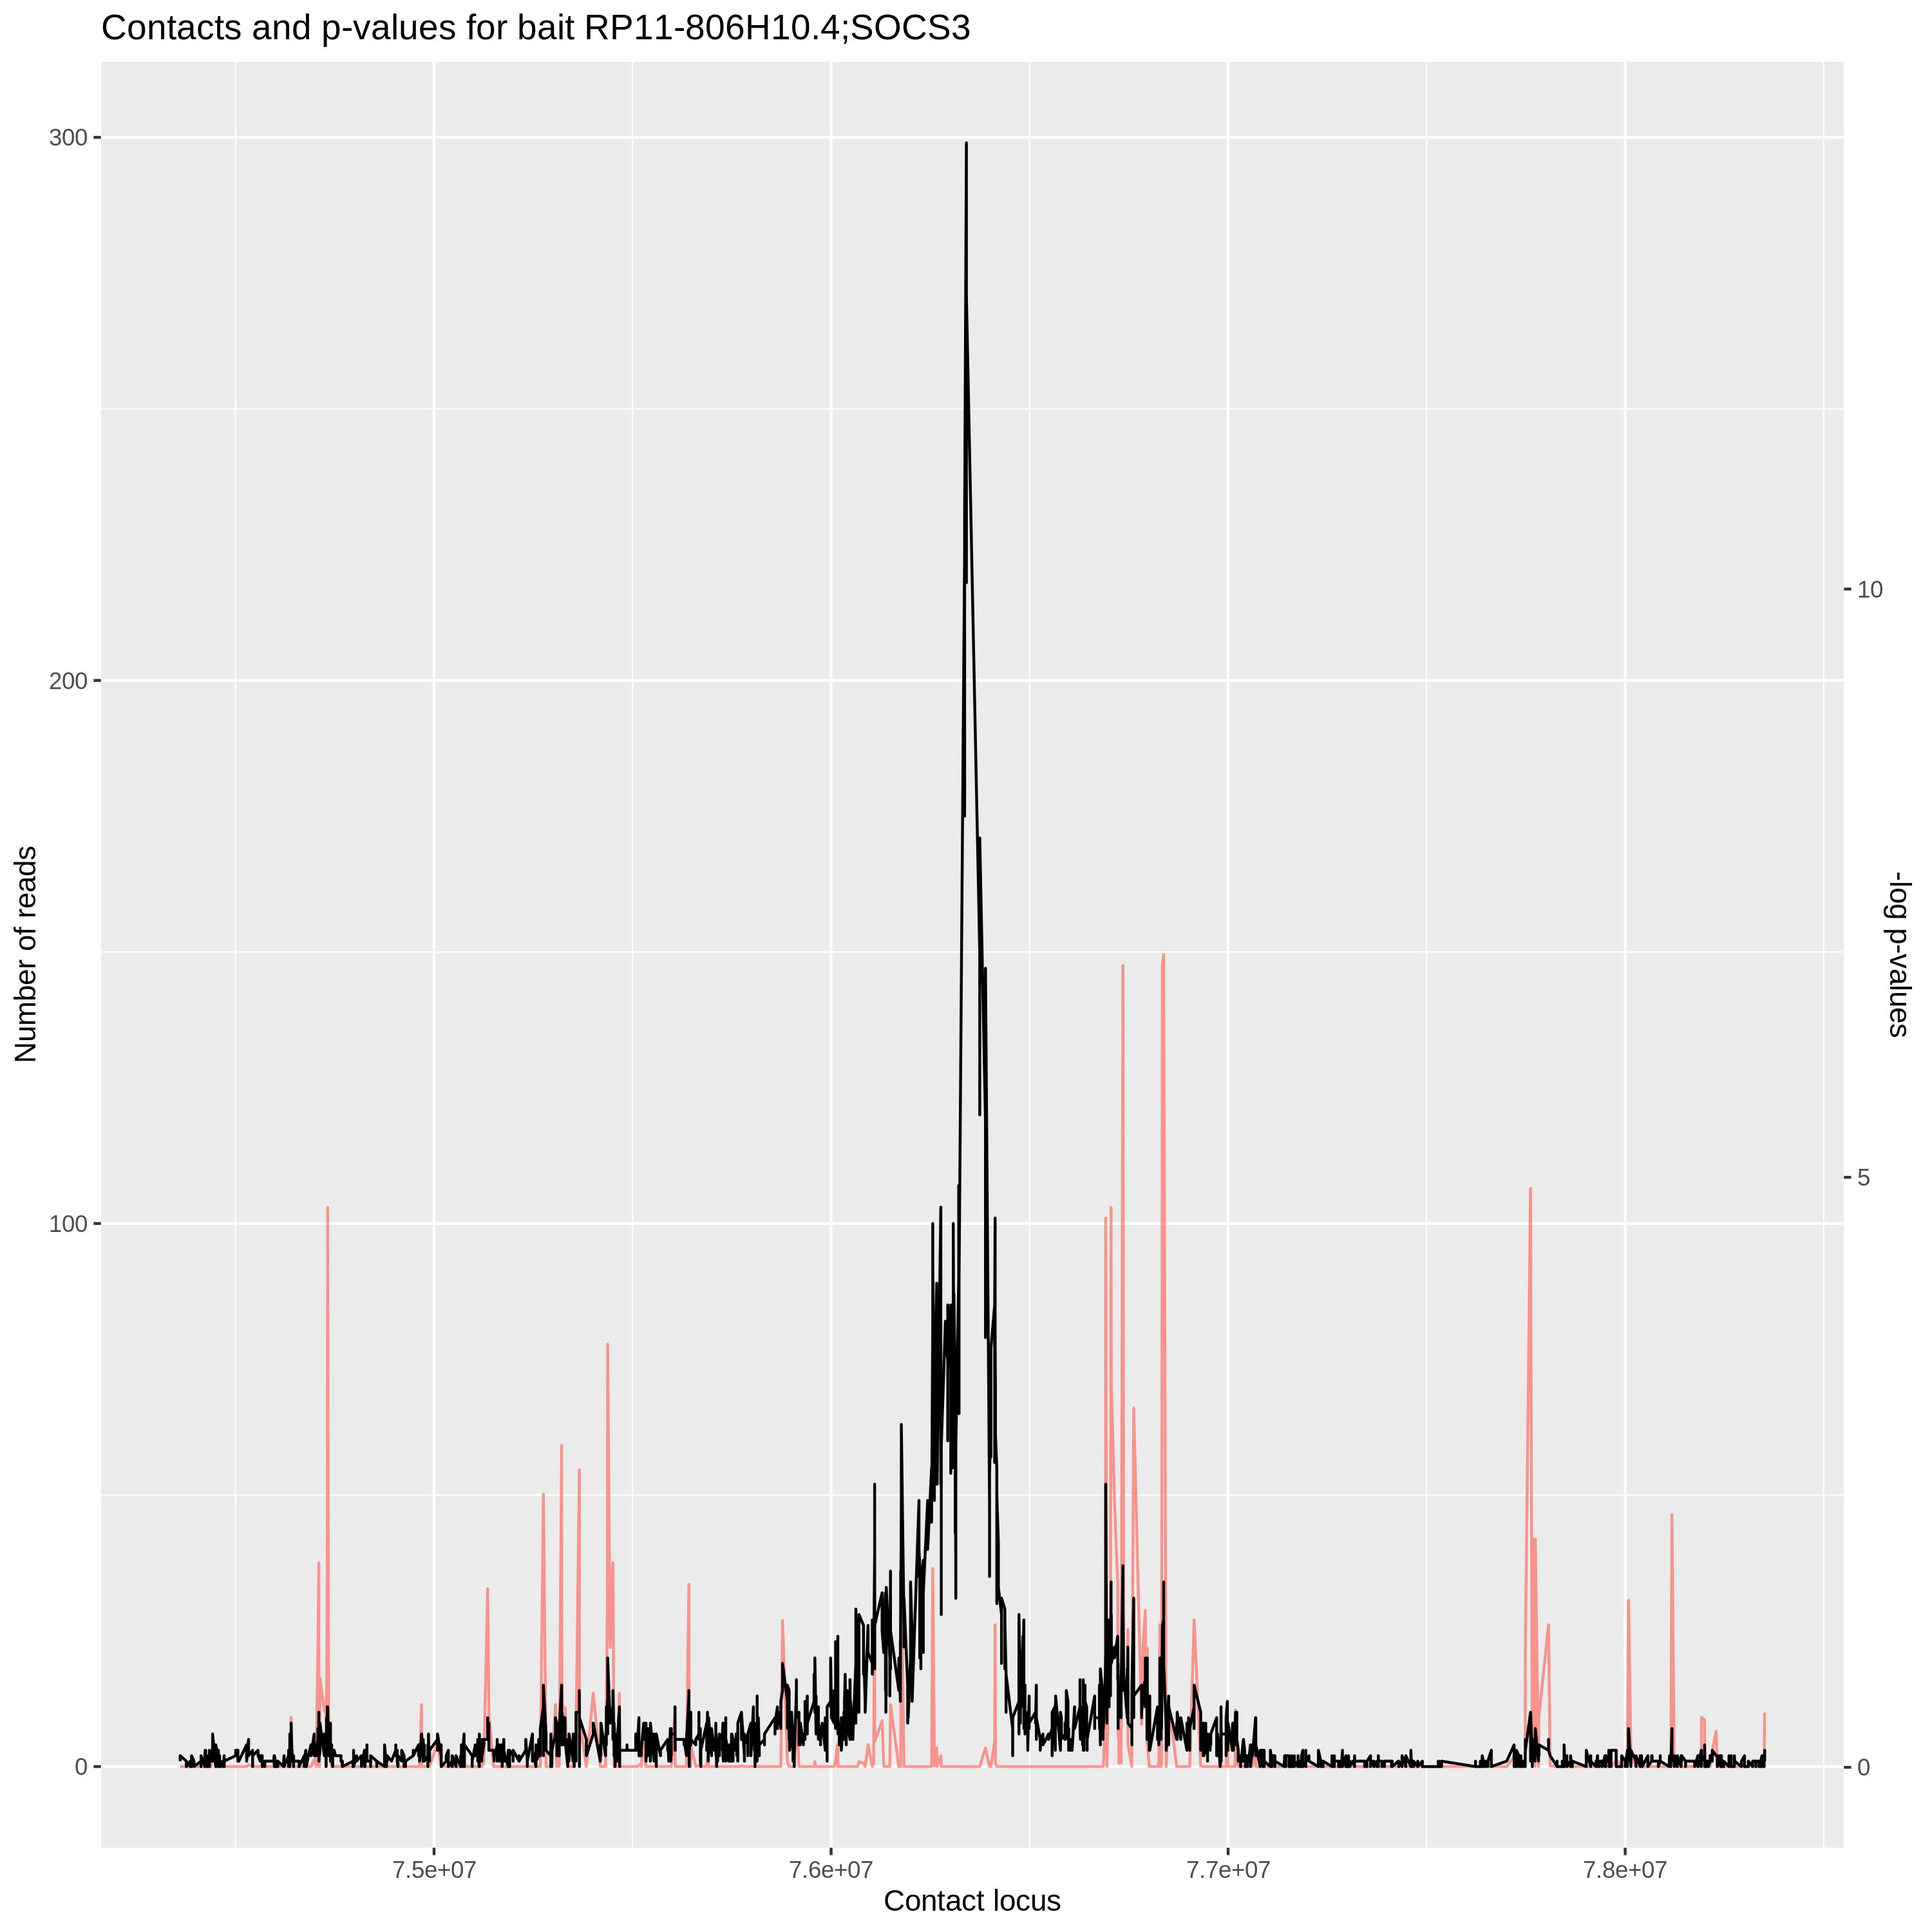 Contacts and p-values for bait RP11-806H10.4;SOCS3
300
200
100
0
Number of reads
10
5
0
-log p-values
7.5e+07
7.6e+07
7.7e+07
7.8e+07
Contact locus